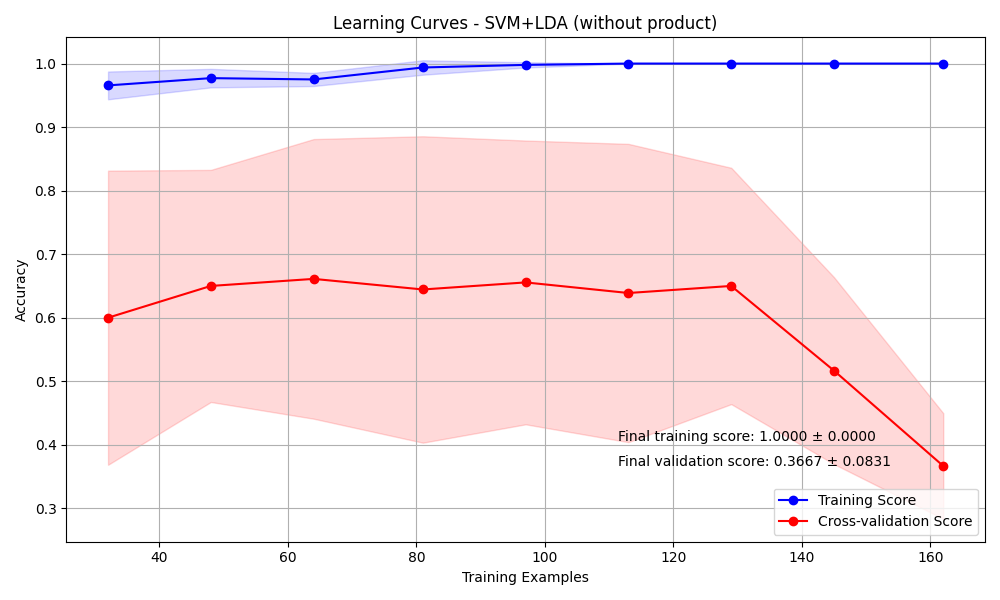 Learning Curves - SVM+LDA (without product)
1.0
0.9
0.8
0.7
0.6
0.5
0.4
0.3
Accuracy
Final training score: 1.0000 ± 0.0000
Final validation score: 0.3667 ± 0.0831
Training Score
Cross-validation Score
40 60 80 100 120 140 160
Training Examples